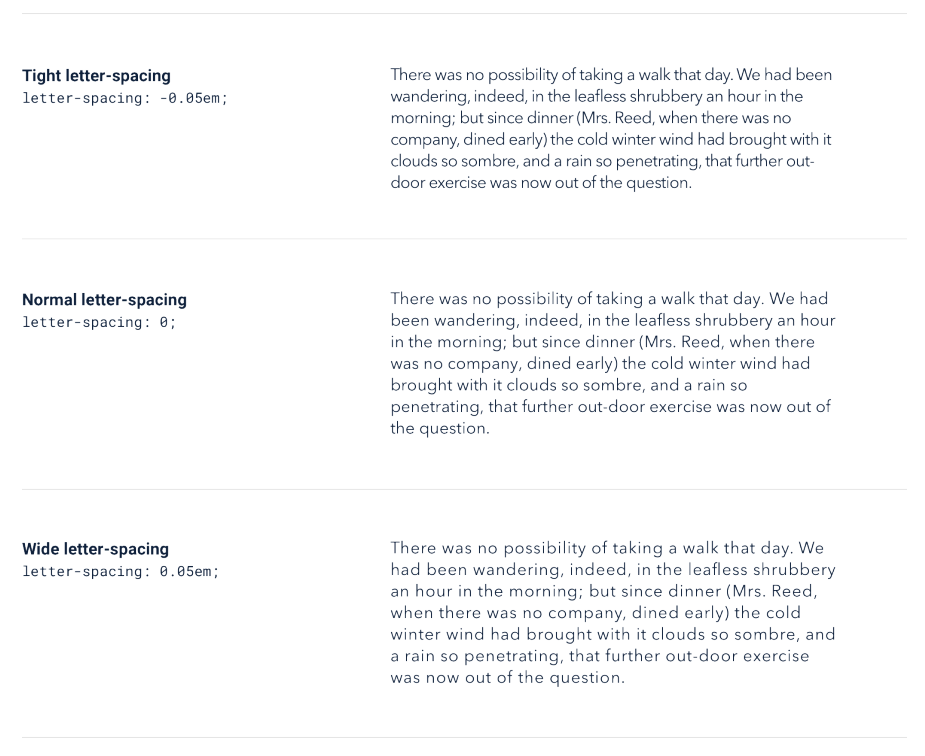 Tight letter-spacing
letter-spacing: -0.05em;
There was no possibility of taking a walk that day. We had been
wandering, indeed, in the leafless shrubbery an hour in the
morning; but since dinner (Mrs. Reed, when there was no
company, dined early) the cold winter wind had brought with it
clouds so sombre, and a rain so penetrating, that further out-
door exercise was now out of the question.
Normal letter-spacing
letter-spacing: 0;
There was no possibility of taking a walk that day. We had
been wandering, indeed, in the leafless shrubbery an hour
in the morning; but since dinner (Mrs. Reed, when there
was no company, dined early) the cold winter wind had
brought with it clouds so sombre, and a rain so
penetrating, that further out-door exercise was now out of
the question.
Wide letter-spacing
letter-spacing: 0.05em;
There was no possibility of taking a walk that day. We
had been wandering, indeed, in the leafless shrubbery
an hour in the morning; but since dinner (Mrs. Reed,
when there was no company, dined early) the cold
winter wind had brought with it clouds so sombre, and
a rain so penetrating, that further out-door exercise
was now out of the question.